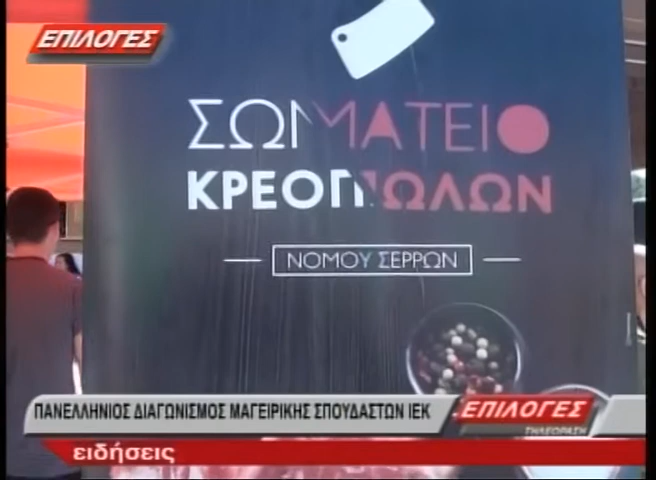 ΕΠΙΛΟΓΕΣ
ΣΩΜΑΤΕΙΟ
ΚΡΕΟΠΩΛΩΝ
ΝΟΜΟΥ ΣΕΡΡΩΝ
ΠΑΝΕΛΛΗΝΙΟΣ ΔΙΑΓΩΝΙΣΜΟΣ ΜΑΓΕΙΡΙΚΗΣ ΣΠΟΥΔΑΣΤΩΝ ΙΕΚ
ΕΠΙΛΟΓΕΣ
ΤΗΛΕΟΡΑΣΗ
ειδήσεις